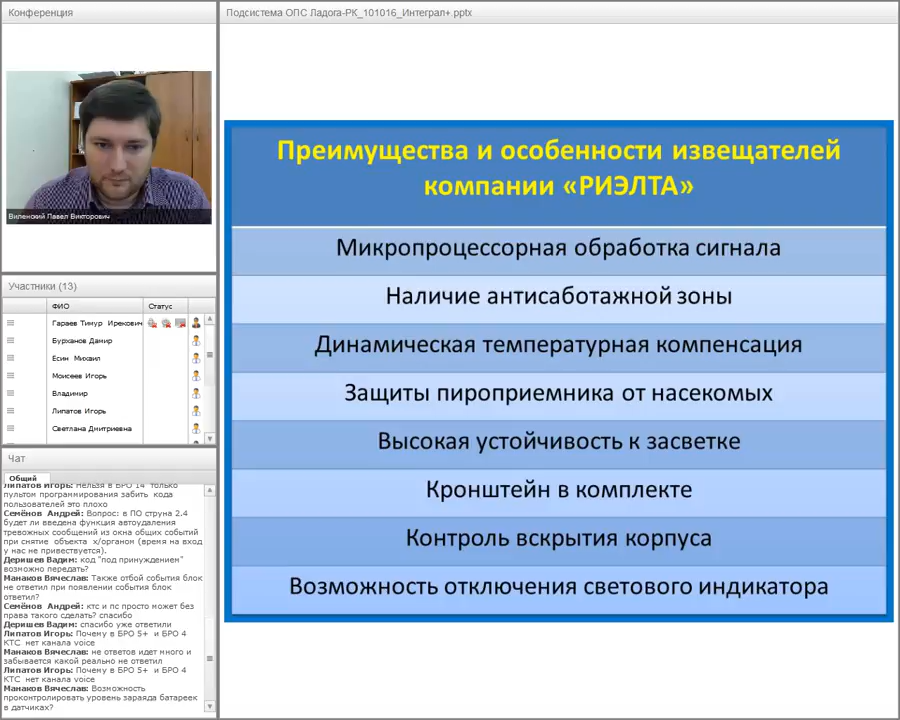 Конференция
Подсистема ОПС Ладога-РК_101016_Интеграл+.pptx
Виленский Павел Викторович
Участники (13)
ФИО
Статус
Гараев Тимур Ирекович
Бурханов Дамир
Есин Михаил
Моисеев Игорь
Владимир
Липатов Игорь
Светлана Дмитриевна
Чат
Общий
Липатов Игорь: Нельзя в БРО 14 только
пультом программирования забить кода
пользователей это плохо
Семёнов Андрей: Вопрос: в ПО струна 2.4
будет ли введена функция автоудаления
тревожных сообщений из окна общих событий
при снятие объекта х/органом (время на вход
у нас не привествуется).
Деришев Вадим: код "под принуждением"
возможно передать?
Манаков Вячеслав: Также отбой события блок
не ответил при появлении события блок
ответил?
Семёнов Андрей: ктс и пс просто может без
права такого сделать? спасибо
Деришев Вадим: спасибо уже ответили
Липатов Игорь: Почему в БРО 5+ и БРО 4
КТС нет канала voice
Манаков Вячеслав: не ответов идет много и
забывается какой реально не ответил
Липатов Игорь: Почему в БРО 5+ и БРО 4
КТС нет канала voice
Манаков Вячеслав: Возможность
проконтролировать уровень зараяда батареек
в датчиках?
Преимущества и особенности извещателей
компании «РИЭЛТА»
Микропроцессорная обработка сигнала
Наличие антисаботажной зоны
Динамическая температурная компенсация
Защиты пироприемника от насекомых
Высокая устойчивость к засветке
Кронштейн в комплекте
Контроль вскрытия корпуса
Возможность отключения светового индикатора